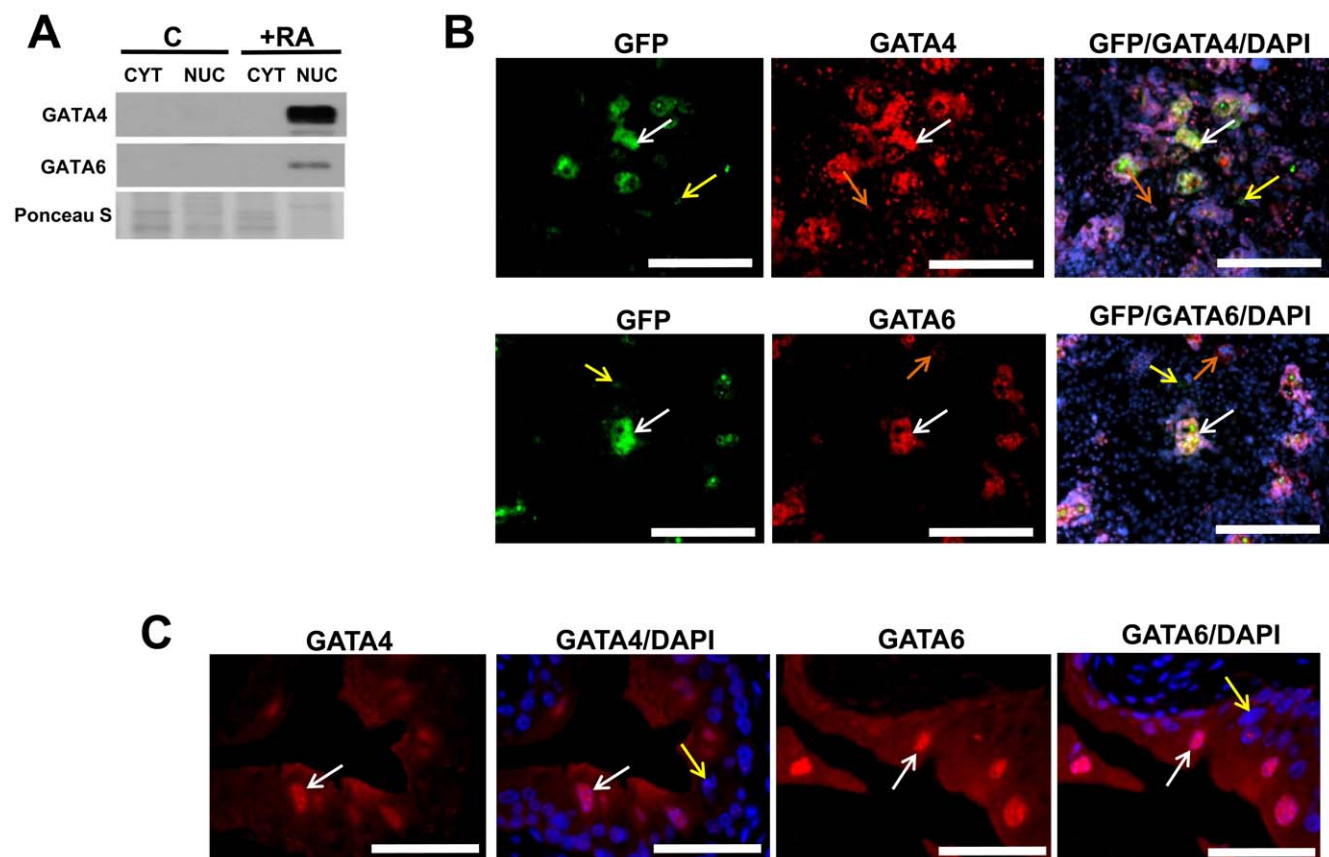 A
C +RA
CYT NUC CYT NUC
GATA4
GATA6
Ponceau S
B
GFP GATA4 GFP/GATA4/DAPI
GFP GATA6 GFP/GATA6/DAPI
C
GATA4 GATA4/DAPI GATA6 GATA6/DAPI